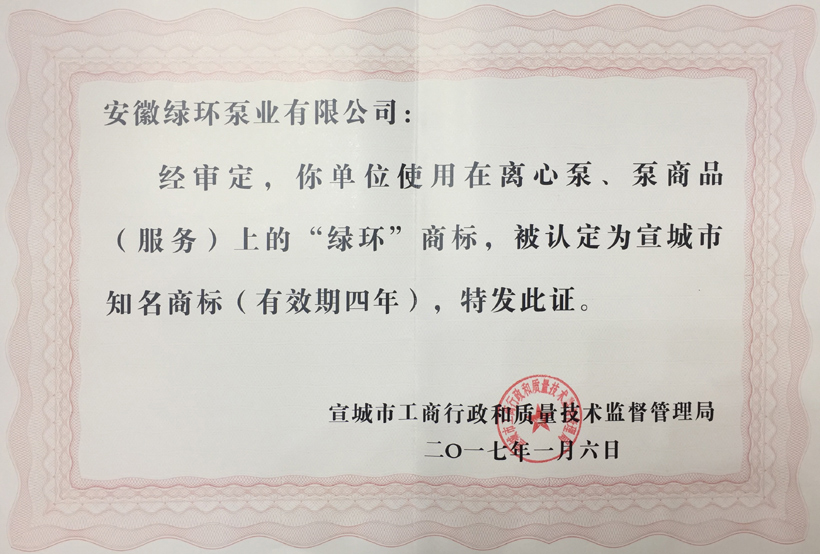 安徽绿环泵业有限公司：
经审定，你单位使用在离心泵、泵商品
（服务）上的“绿环”商标，被认定为宣城市
知名商标（有效期四年），特发此证。
宣城市工商行政和质量技术监督管理局
二〇一七年一月六日